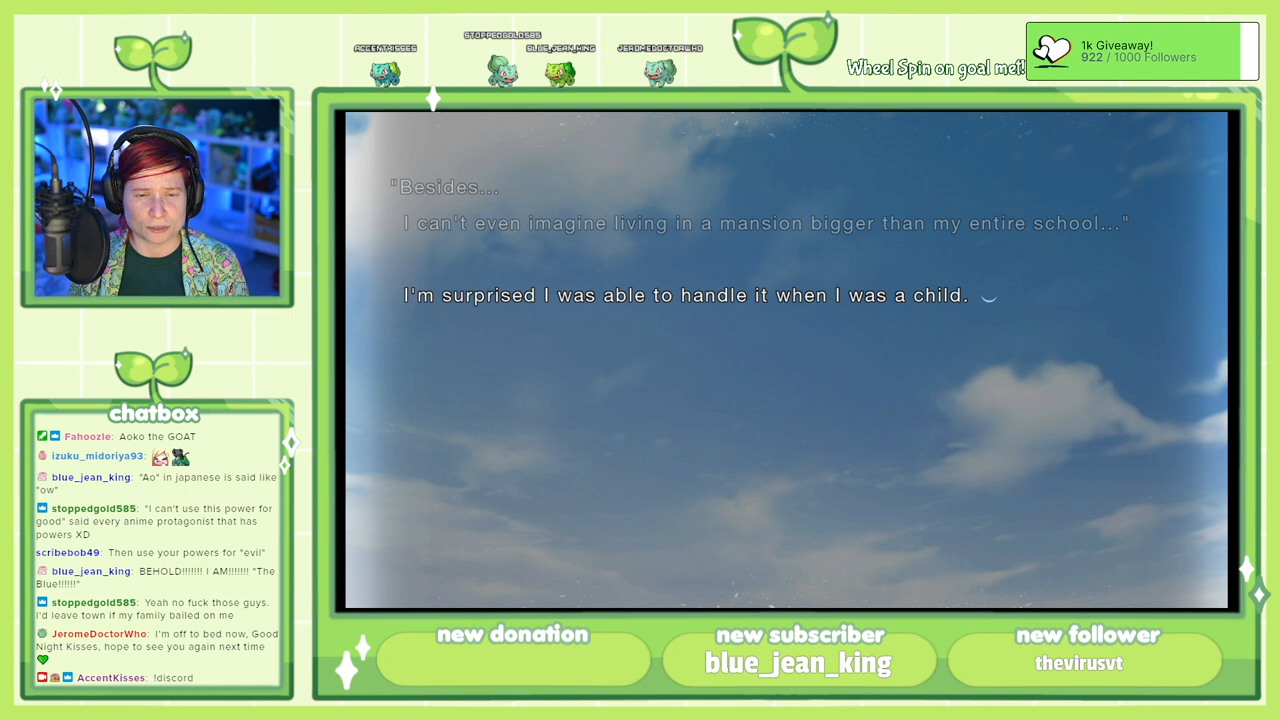 ACCENTKISSES
STOPPEDGOLD585
BLUE_JEAN_KING
JEROMEDOCTORWHO
Wheel Spin on goal met!
1k Giveaway!
922 / 1000 Followers
"Besides...
I can't even imagine living in a mansion bigger than my entire school..."
I'm surprised I was able to handle it when I was a child.
chatbox
Fahoozle: Aoko the GOAT
izuku_midoriya93:
blue_jean_king: "Ao" in japanese is said like
"ow"
stoppedgold585: "I can't use this power for
good" said every anime protagonist that has
powers XD
scribebob49: Then use your powers for "evil"
blue_jean_king: BEHOLD!!!!!!! I AM!!!!!!! "The
Blue!!!!!!"
stoppedgold585: Yeah no fuck those guys.
I'd leave town if my family bailed on me
JeromeDoctorWho: I'm off to bed now, Good
Night Kisses, hope to see you again next time
AccentKisses: !discord
new donation
new subscriber
blue_jean_king
new follower
thevirusvt